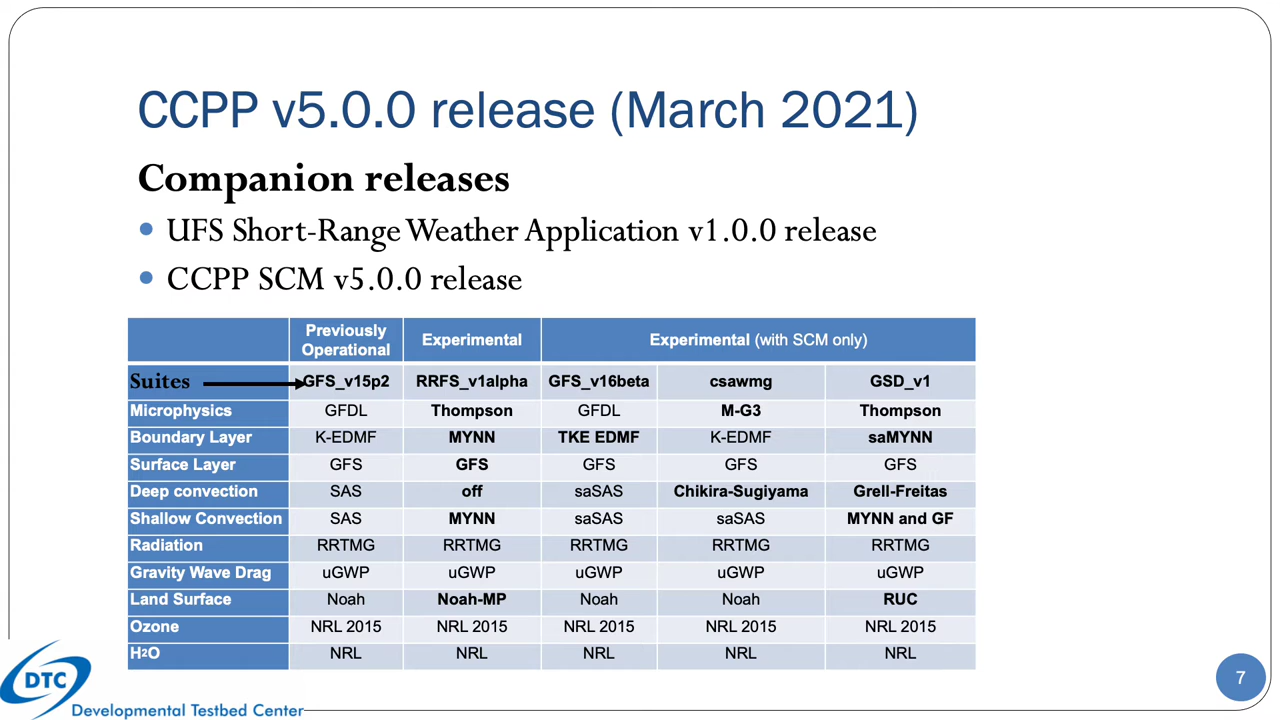 CCPP v5.0.0 release (March 2021)
Companion releases
• UFS Short-Range Weather Application v1.0.0 release
• CCPP SCM v5.0.0 release
Previously Operational Experimental Experimental (with SCM only)
Suites GFS_v15p2 RRFS_v1alpha GFS_v16beta csawmg GSD_v1
Microphysics GFDL Thompson GFDL M-G3 Thompson
Boundary Layer K-EDMF MYNN TKE EDMF K-EDMF saMYNN
Surface Layer GFS GFS GFS GFS GFS
Deep convection SAS off saSAS Chikira-Sugiyama Grell-Freitas
Shallow Convection SAS MYNN saSAS saSAS MYNN and GF
Radiation RRTMG RRTMG RRTMG RRTMG RRTMG
Gravity Wave Drag uGWP uGWP uGWP uGWP uGWP
Land Surface Noah Noah-MP Noah Noah RUC
Ozone NRL 2015 NRL 2015 NRL 2015 NRL 2015 NRL 2015
H2O NRL NRL NRL NRL NRL
DTC
Developmental Testbed Center
7